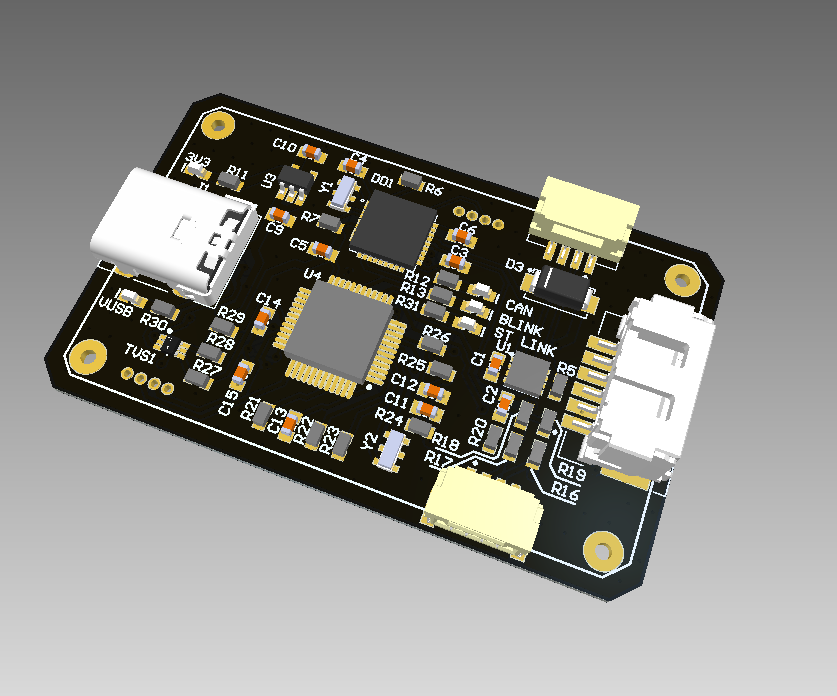 C10
C4
3V3
R11
U3
Y1
DD1
R6
C9
R7
C6
C5
C3
D3
U4
R12
R13
R31
CAN
BLINK
ST LINK
VUSB
R30
R29
C14
R28
R26
U1
TVS1
R27
R25
C1
R5
C15
C12
C2
C11
R21
C13
R22
R23
R24
Y2
R20
R18
R17
R19
R16